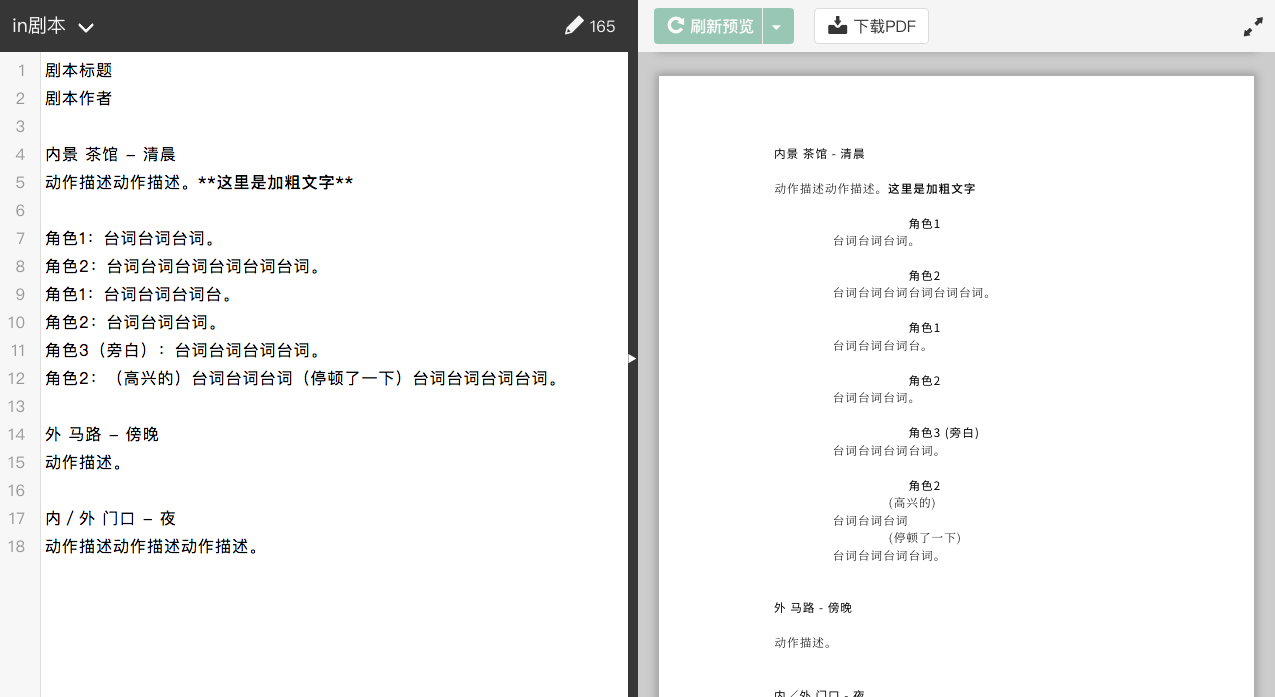 in剧本
165
刷新预览
下载PDF
1 剧本标题
2 剧本作者
3
4 内景 茶馆 – 清晨
5 动作描述动作描述。**这里是加粗文字**
6
7 角色1：台词台词台词。
8 角色2：台词台词台词台词台词台词。
9 角色1：台词台词台词台。
10 角色2：台词台词台词。
11 角色3（旁白）：台词台词台词台词。
12 角色2：（高兴的）台词台词台词（停顿了一下）台词台词台词台词。
13
14 外 马路 – 傍晚
15 动作描述。
16
17 内／外 门口 – 夜
18 动作描述动作描述动作描述。
内景 茶馆 - 清晨
动作描述动作描述。这里是加粗文字
角色1
台词台词台词。
角色2
台词台词台词台词台词台词。
角色1
台词台词台词台。
角色2
台词台词台词。
角色3 (旁白)
台词台词台词台词。
角色2
(高兴的)
台词台词台词
(停顿了一下)
台词台词台词台词。
外 马路 - 傍晚
动作描述。
内／外 门口 - 夜